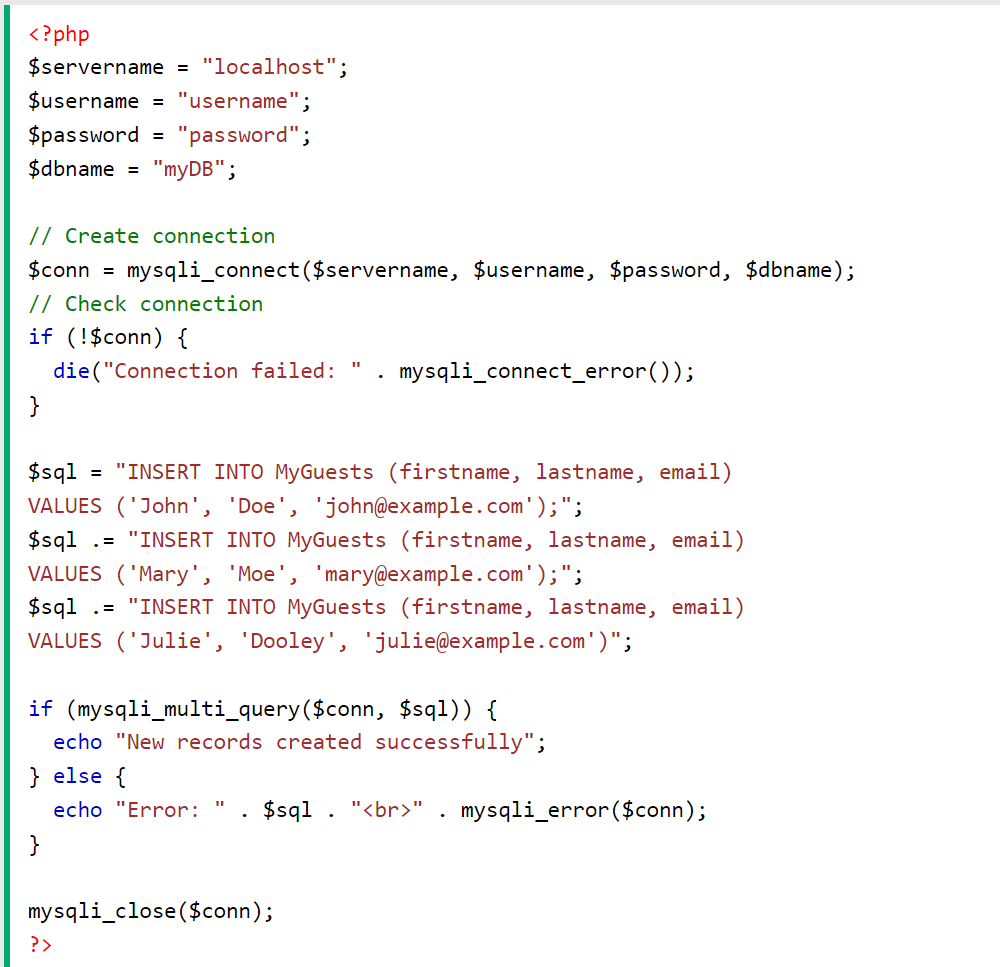 <?php
$servername = "localhost";
$username = "username";
$password = "password";
$dbname = "myDB";

// Create connection
$conn = mysqli_connect($servername, $username, $password, $dbname);
// Check connection
if (!$conn) {
  die("Connection failed: " . mysqli_connect_error());
}

$sql = "INSERT INTO MyGuests (firstname, lastname, email)
VALUES ('John', 'Doe', 'john@example.com');";
$sql .= "INSERT INTO MyGuests (firstname, lastname, email)
VALUES ('Mary', 'Moe', 'mary@example.com');";
$sql .= "INSERT INTO MyGuests (firstname, lastname, email)
VALUES ('Julie', 'Dooley', 'julie@example.com')";

if (mysqli_multi_query($conn, $sql)) {
  echo "New records created successfully";
} else {
  echo "Error: " . $sql . "<br>" . mysqli_error($conn);
}

mysqli_close($conn);
?>